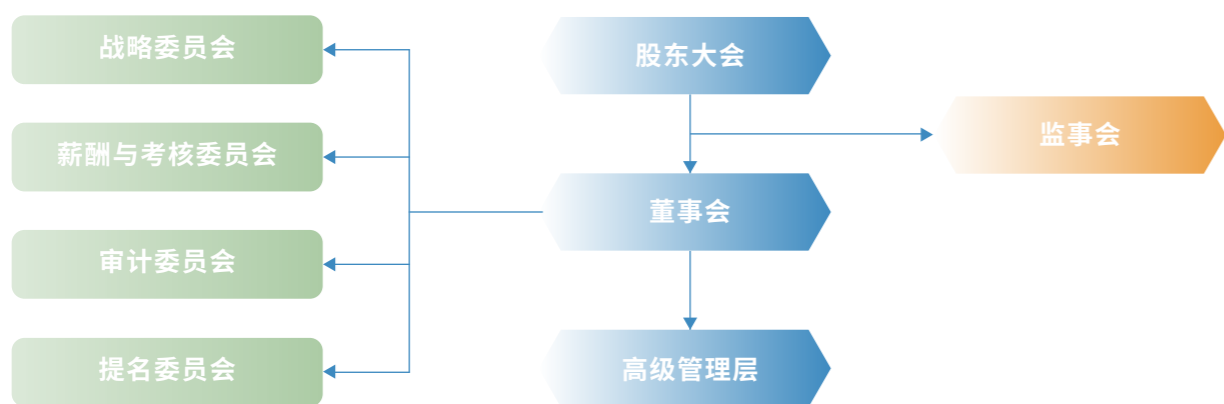 战略委员会
薪酬与考核委员会
审计委员会
提名委员会
股东大会
董事会
高级管理层
监事会